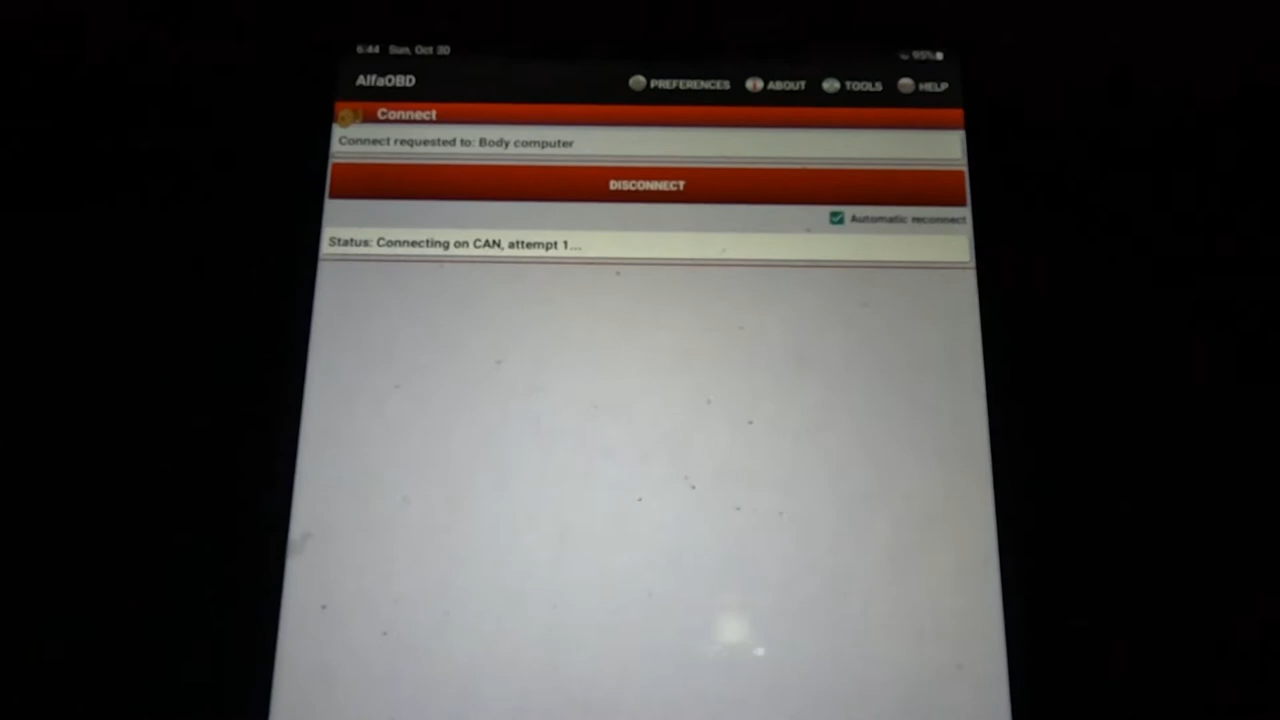 6:44 Sun, Oct 30
95%
AlfaOBD
PREFERENCES
ABOUT
TOOLS
HELP
Connect
Connect requested to: Body computer
DISCONNECT
Automatic reconnect
Status: Connecting on CAN, attempt 1...